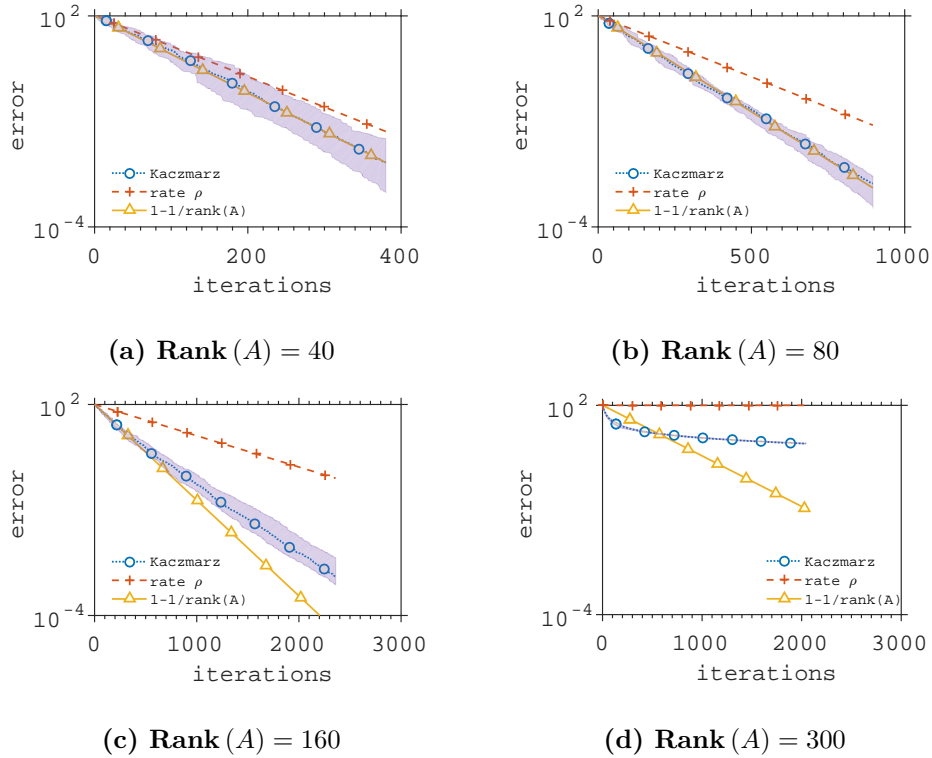 10^2
error
10^-4
Kaczmarz
rate ρ
1-1/rank(A)
0 200 400
iterations
(a) Rank (A) = 40
10^2
error
10^-4
Kaczmarz
rate ρ
1-1/rank(A)
0 500 1000
iterations
(b) Rank (A) = 80
10^2
error
10^-4
Kaczmarz
rate ρ
1-1/rank(A)
0 1000 2000 3000
iterations
(c) Rank (A) = 160
10^2
error
10^-4
Kaczmarz
rate ρ
1-1/rank(A)
0 1000 2000 3000
iterations
(d) Rank (A) = 300